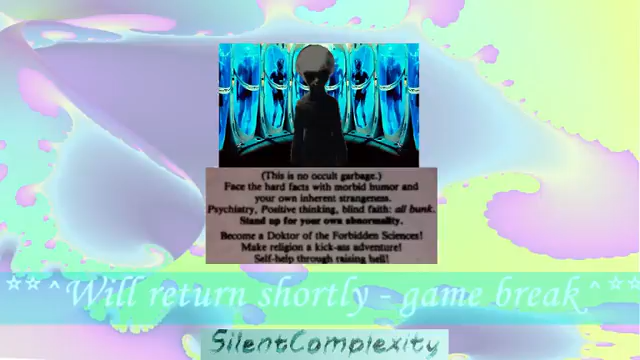 (This is no occult garbage.)
Face the hard facts with morbid humor and
your own inherent strangeness.
Psychiatry, Positive thinking, blind faith: all bunk.
Stand up for your own abnormality.
Become a Doktor of the Forbidden Sciences!
Make religion a kick-ass adventure!
Self-help through raising hell!
**^Will return shortly - game break^**
SilentComplexity